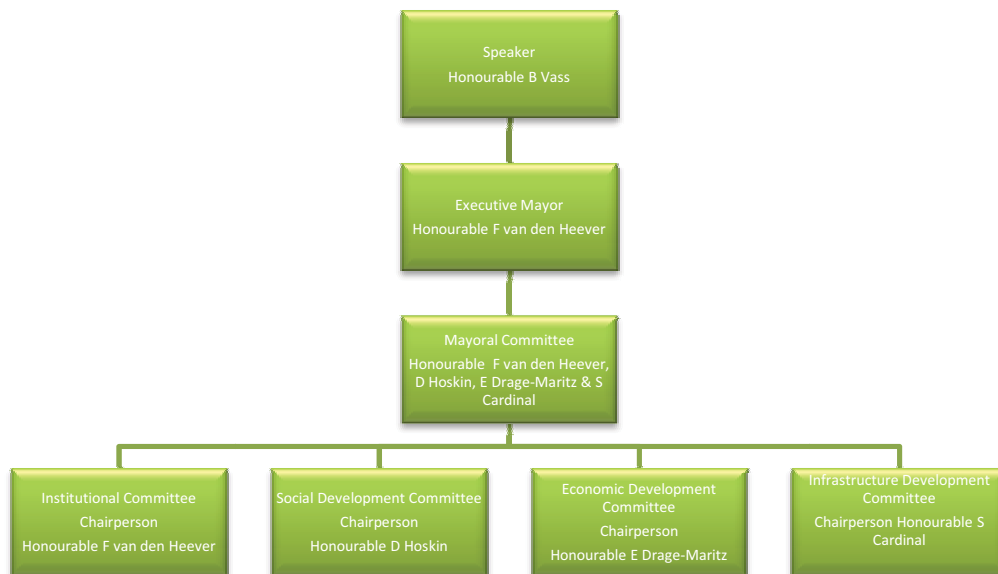 Speaker
Honourable B Vass
Executive Mayor
Honourable F van den Heever
Mayoral Committee
Honourable F van den Heever,
D Hoskin, E Drage-Maritz & S
Cardinal
Institutional Committee
Chairperson
Honourable F van den Heever
Social Development Committee
Chairperson
Honourable D Hoskin
Economic Development
Committee
Chairperson
Honourable E Drage-Maritz
Infrastructure Development
Committee
Chairperson Honourable S
Cardinal